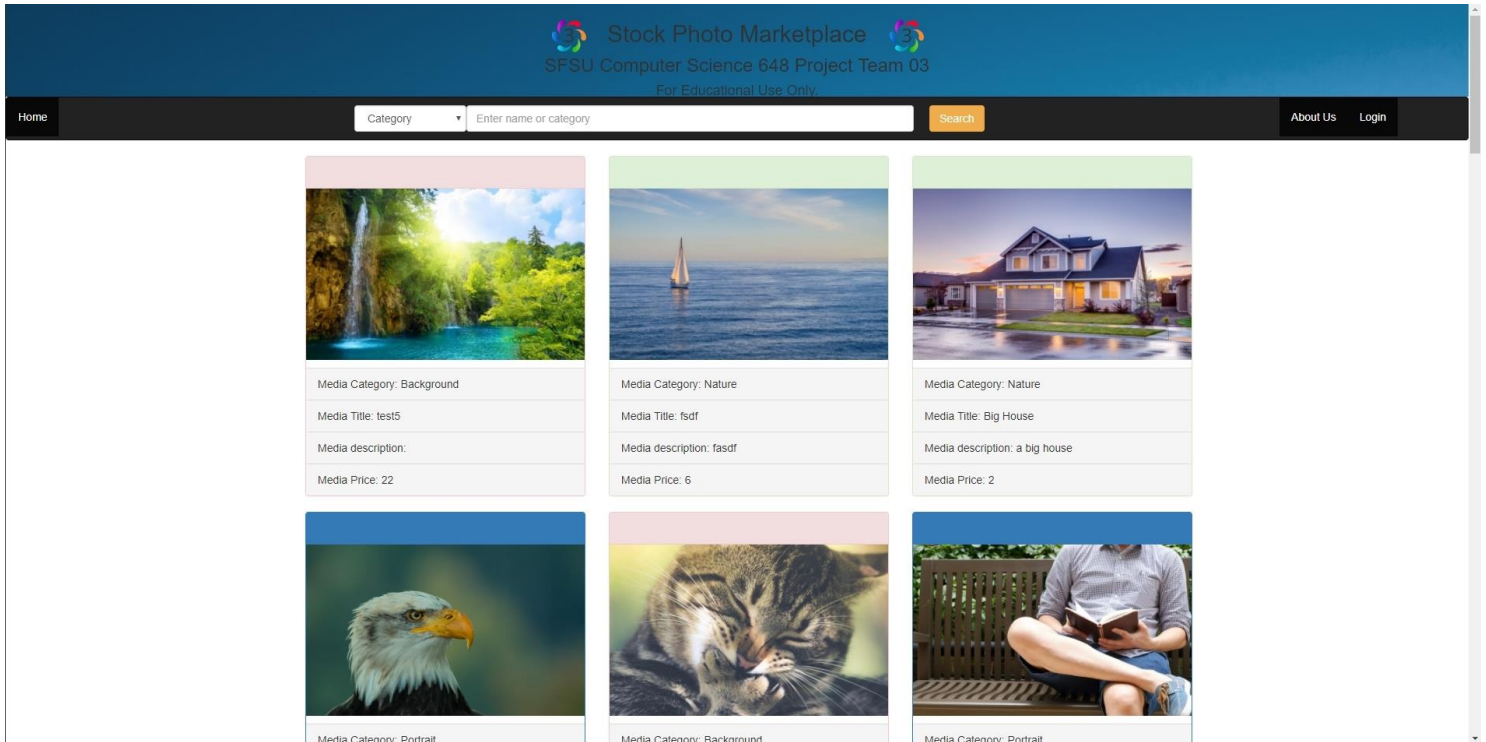 3 Stock Photo Marketplace 3
SFSU Computer Science 648 Project Team 03
For Educational Use Only.
Home Category Enter name or category Search About Us Login
Media Category: Background
Media Title: test5
Media description:
Media Price: 22
Media Category: Nature
Media Title: fsdf
Media description: fasdf
Media Price: 6
Media Category: Nature
Media Title: Big House
Media description: a big house
Media Price: 2
Media Category: Portrait
Media Category: Background
Media Category: Portrait